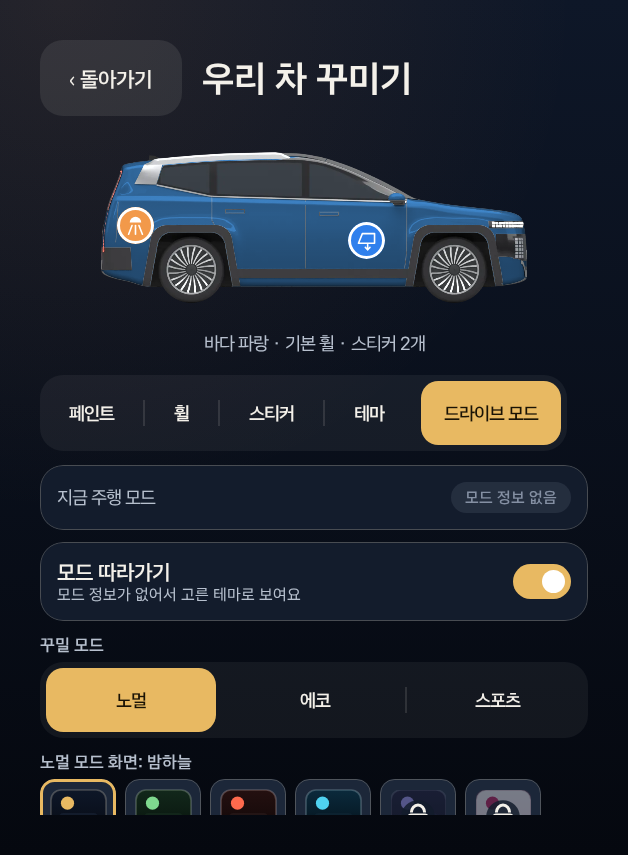 ‹ 돌아가기
우리 차 꾸미기
바다 파랑 · 기본 휠 · 스티커 2개
페인트
휠
스티커
테마
드라이브 모드
지금 주행 모드
모드 정보 없음
모드 따라가기
모드 정보가 없어서 고른 테마로 보여요
꾸밀 모드
노멀
에코
스포츠
노멀 모드 화면: 밤하늘